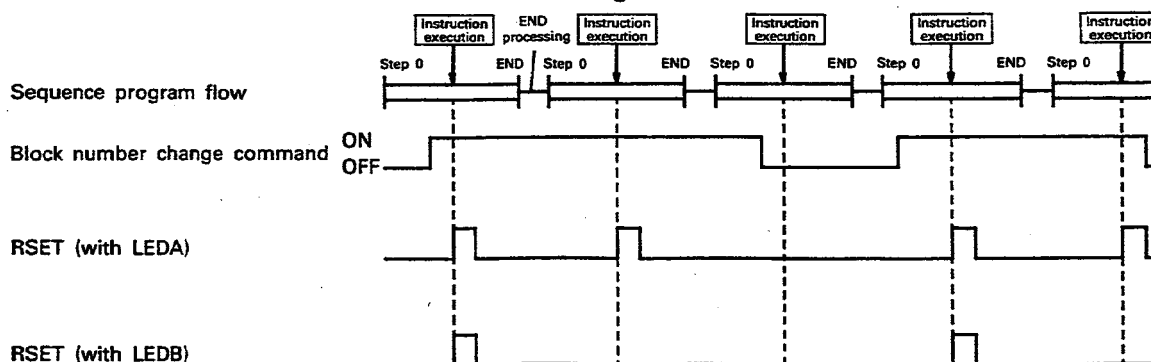 Instruction execution
END processing
Instruction execution
Instruction execution
Instruction execution
Instruction execution
Step 0
END
Step 0
END
Step 0
END
Step 0
END
Step 0
Sequence program flow
Block number change command
ON
OFF
RSET (with LEDA)
RSET (with LEDB)